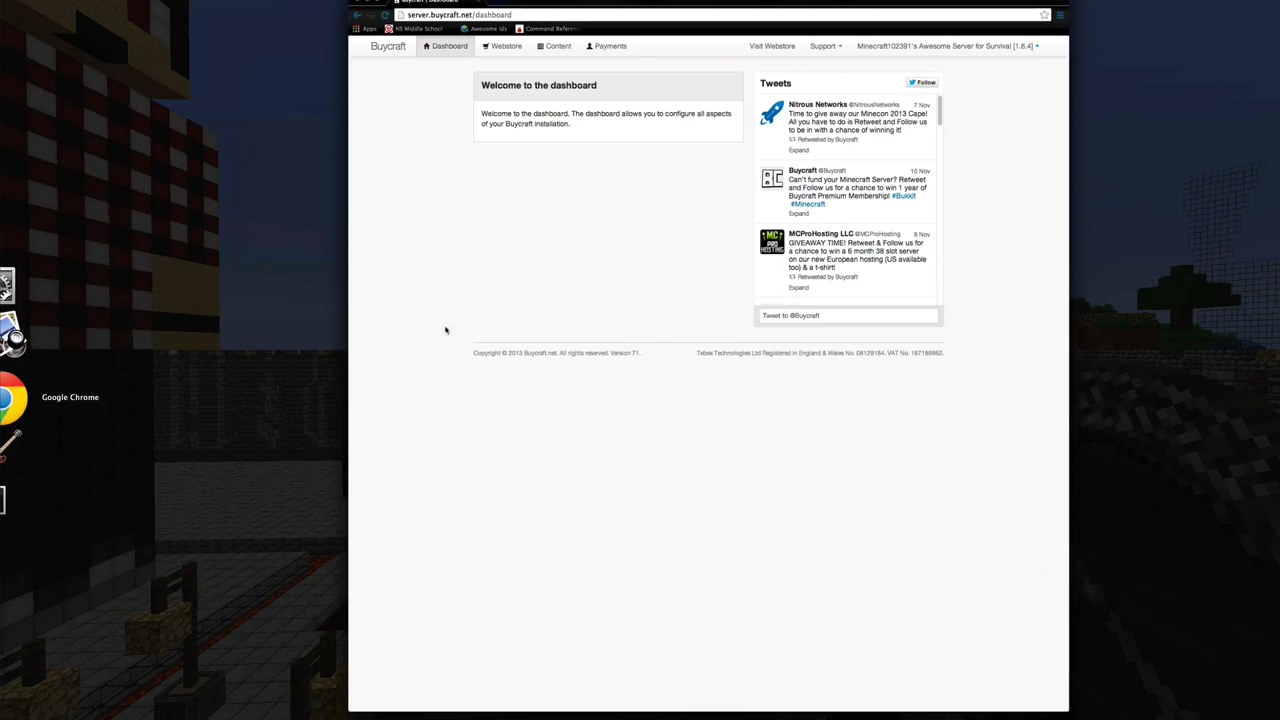 Buycraft | Dashboard
server.buycraft.net/dashboard
Apps NS Middle School Awesome ids Command Referen
Buycraft Dashboard Webstore Content Payments Visit Webstore Support Minecraft102391's Awesome Server for Survival [1.6.4]
Welcome to the dashboard
Welcome to the dashboard. The dashboard allows you to configure all aspects
of your Buycraft installation.
Tweets Follow
Nitrous Networks @NitrousNetworks 7 Nov
Time to give away our Minecon 2013 Cape!
All you have to do is Retweet and Follow us
to be in with a chance of winning it!
Retweeted by Buycraft
Expand
Buycraft @Buycraft 10 Nov
Can't fund your Minecraft Server? Retweet
and Follow us for a chance to win 1 year of
Buycraft Premium Membership! #Bukkit
#Minecraft
Expand
MCProHosting LLC @MCProHosting 9 Nov
MC
PRO
HOSTING
GIVEAWAY TIME! Retweet & Follow us for
a chance to win a 6 month 38 slot server
on our new European hosting (US available
too) & a t-shirt!
Retweeted by Buycraft
Expand
Tweet to @Buycraft
Copyright © 2013 Buycraft.net. All rights reserved. Version 71.
Tebex Technologies Ltd Registered in England & Wales No. 08129184. VAT No. 167189962.
Google Chrome